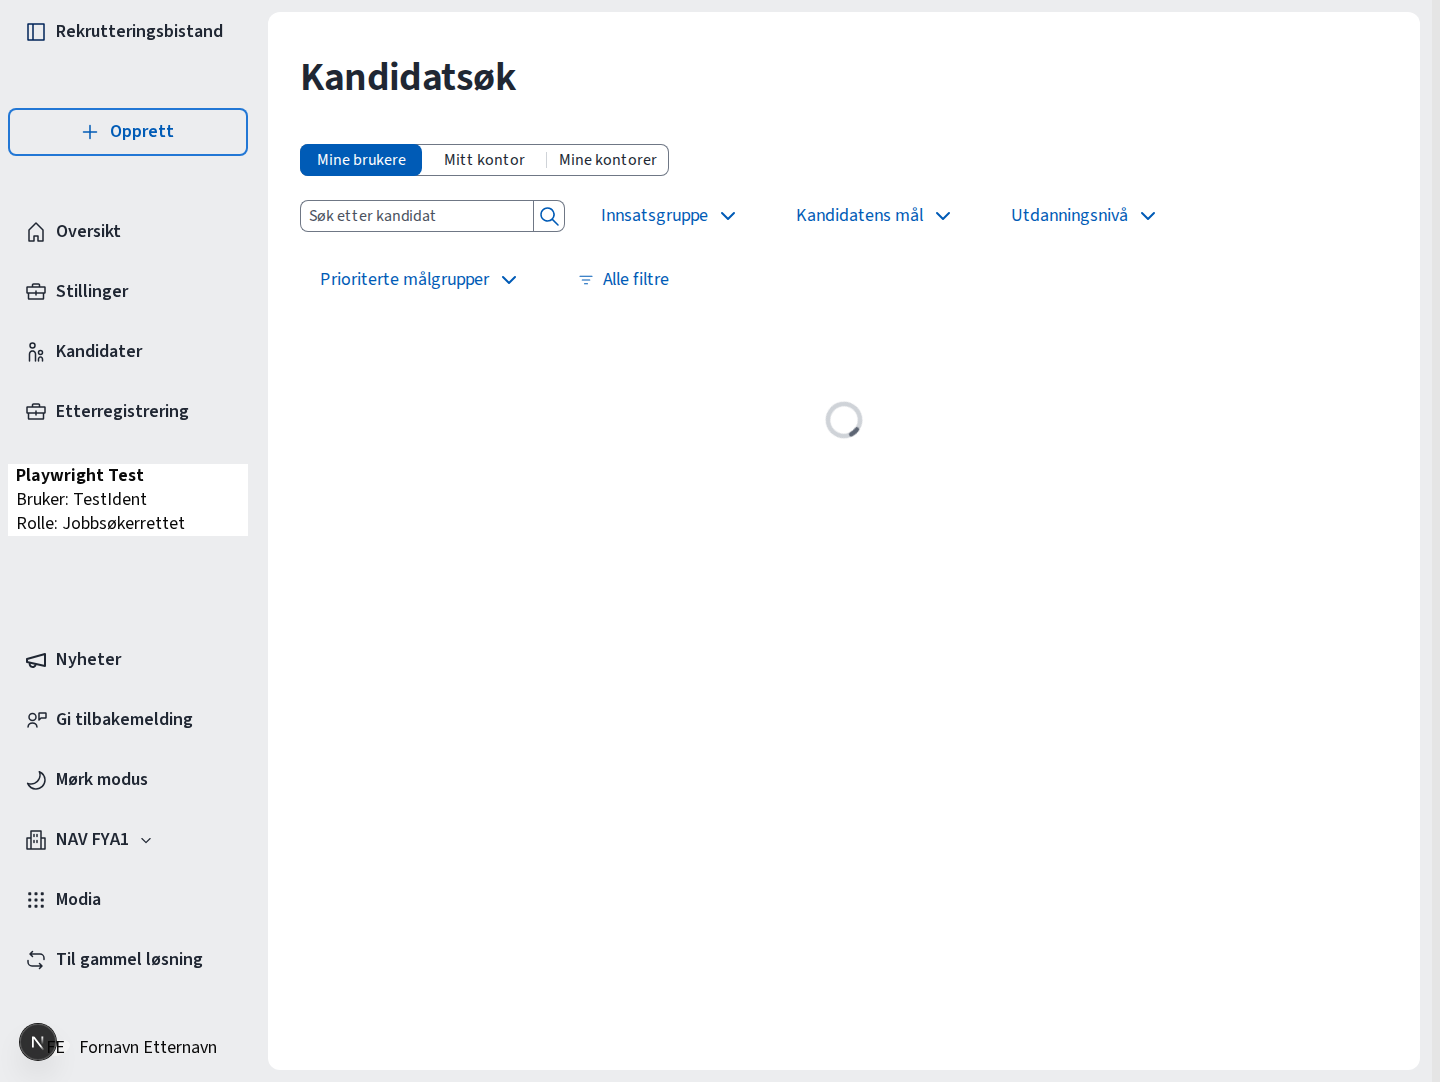 Rekrutteringsbistand
Opprett
Oversikt
Stillinger
Kandidater
Etterregistrering
Playwright Test
Bruker: TestIdent
Rolle: Jobbsøkerrettet
Nyheter
Gi tilbakemelding
Mørk modus
NAV FYA1
Modia
Til gammel løsning
N FE Fornavn Etternavn
Kandidatsøk
Mine brukere Mitt kontor Mine kontorer
Søk etter kandidat Innsatsgruppe Kandidatens mål Utdanningsnivå
Prioriterte målgrupper Alle filtre